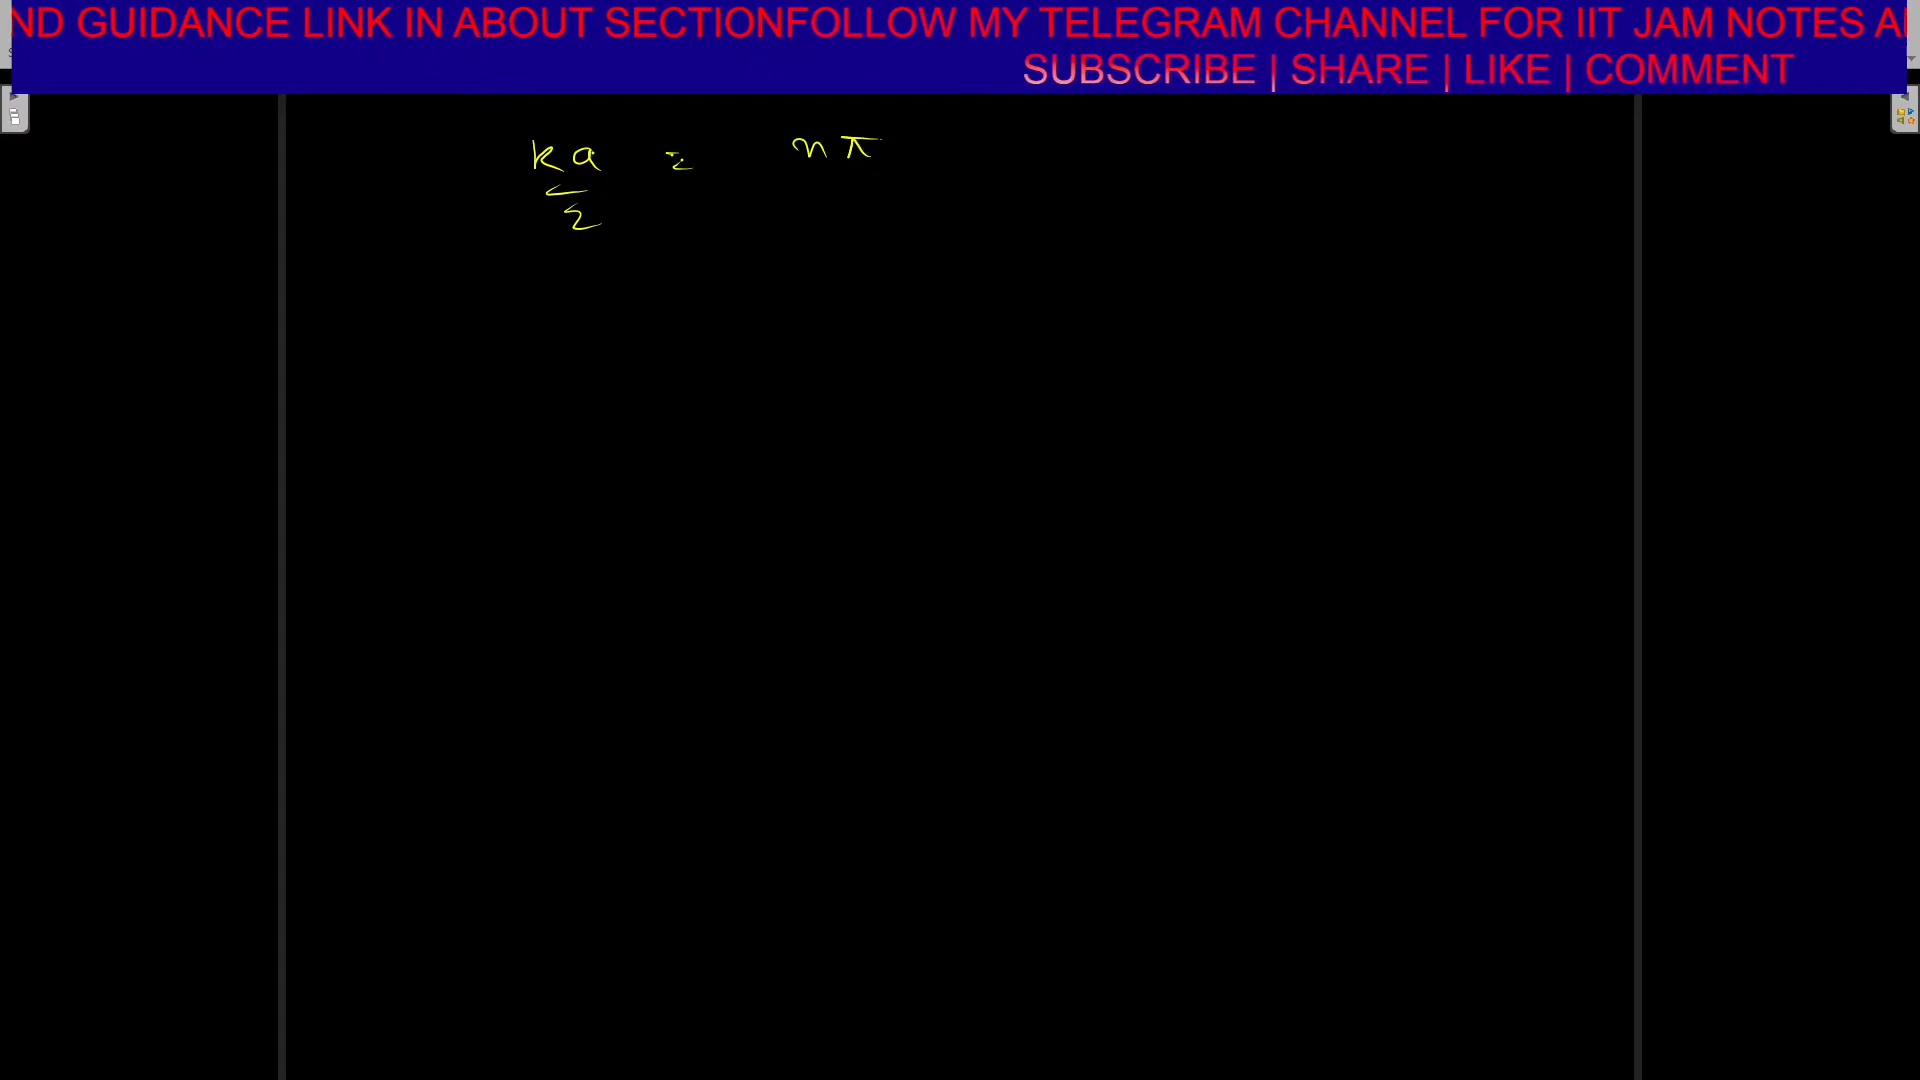 ND GUIDANCE LINK IN ABOUT SECTIONFOLLOW MY TELEGRAM CHANNEL FOR IIT JAM NOTES A
SUBSCRIBE | SHARE | LIKE | COMMENT
ka/2 = nπ